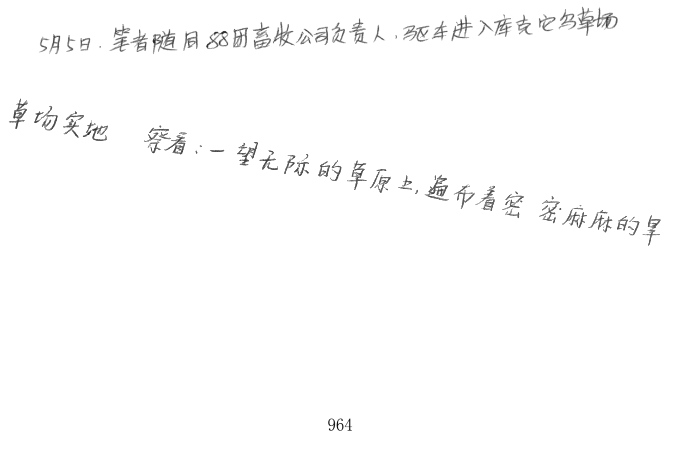 5月5日.笔者随同88团畜牧公司负责人,驱车进入库克它乌草场
草场实地 察看:一望无际的草原上,遍布着密 密麻麻的旱
964